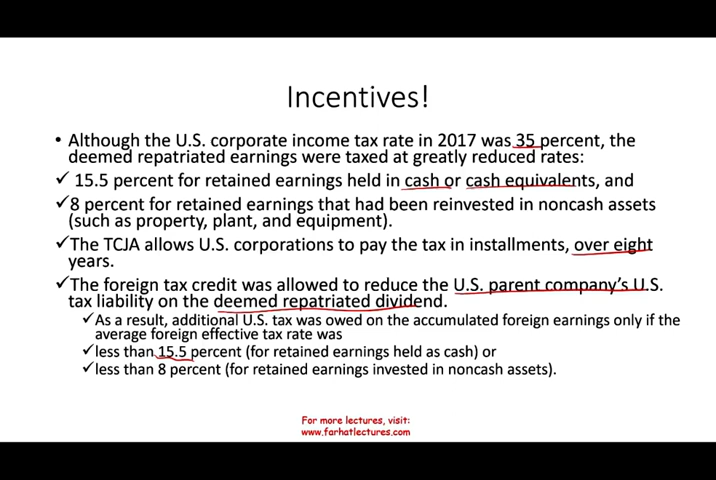 Incentives!
• Although the U.S. corporate income tax rate in 2017 was 35 percent, the
deemed repatriated earnings were taxed at greatly reduced rates:
✓ 15.5 percent for retained earnings held in cash or cash equivalents, and
✓8 percent for retained earnings that had been reinvested in noncash assets
(such as property, plant, and equipment).
✓The TCJA allows U.S. corporations to pay the tax in installments, over eight
years.
✓The foreign tax credit was allowed to reduce the U.S. parent company's U.S.
tax liability on the deemed repatriated dividend.
✓As a result, additional U.S. tax was owed on the accumulated foreign earnings only if the
average foreign effective tax rate was
✓less than 15.5 percent (for retained earnings held as cash) or
✓less than 8 percent (for retained earnings invested in noncash assets).
For more lectures, visit:
www.farhatlectures.com